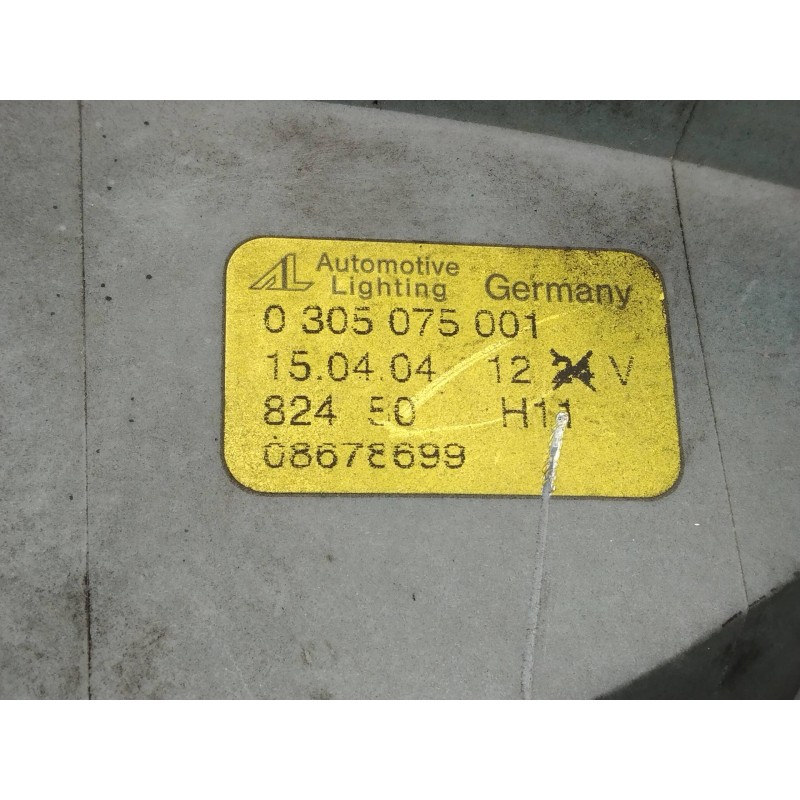 AL Automotive Lighting Germany
0 305 075 001
15.04.04 12 24 V
824 50 H11
08678699